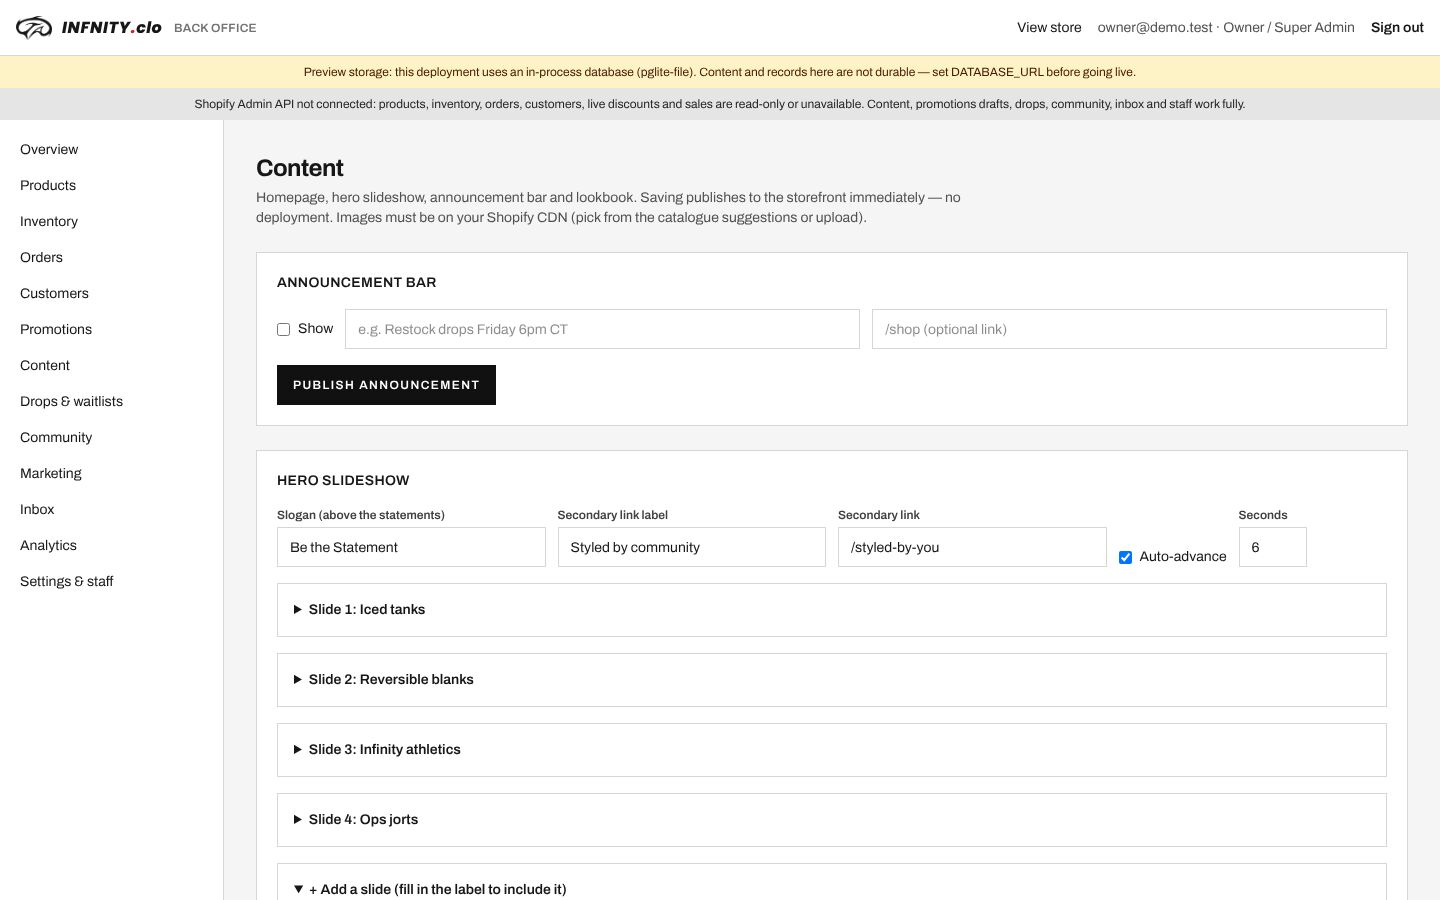 INFNITY.clo BACK OFFICE
View store owner@demo.test · Owner / Super Admin Sign out
Preview storage: this deployment uses an in-process database (pglite-file). Content and records here are not durable — set DATABASE_URL before going live.
Shopify Admin API not connected: products, inventory, orders, customers, live discounts and sales are read-only or unavailable. Content, promotions drafts, drops, community, inbox and staff work fully.
Overview
Products
Inventory
Orders
Customers
Promotions
Content
Drops & waitlists
Community
Marketing
Inbox
Analytics
Settings & staff
Content
Homepage, hero slideshow, announcement bar and lookbook. Saving publishes to the storefront immediately — no
deployment. Images must be on your Shopify CDN (pick from the catalogue suggestions or upload).
ANNOUNCEMENT BAR
Show e.g. Restock drops Friday 6pm CT /shop (optional link)
PUBLISH ANNOUNCEMENT
HERO SLIDESHOW
Slogan (above the statements) Secondary link label Secondary link Seconds
Be the Statement Styled by community /styled-by-you Auto-advance 6
Slide 1: Iced tanks
Slide 2: Reversible blanks
Slide 3: Infinity athletics
Slide 4: Ops jorts
+ Add a slide (fill in the label to include it)